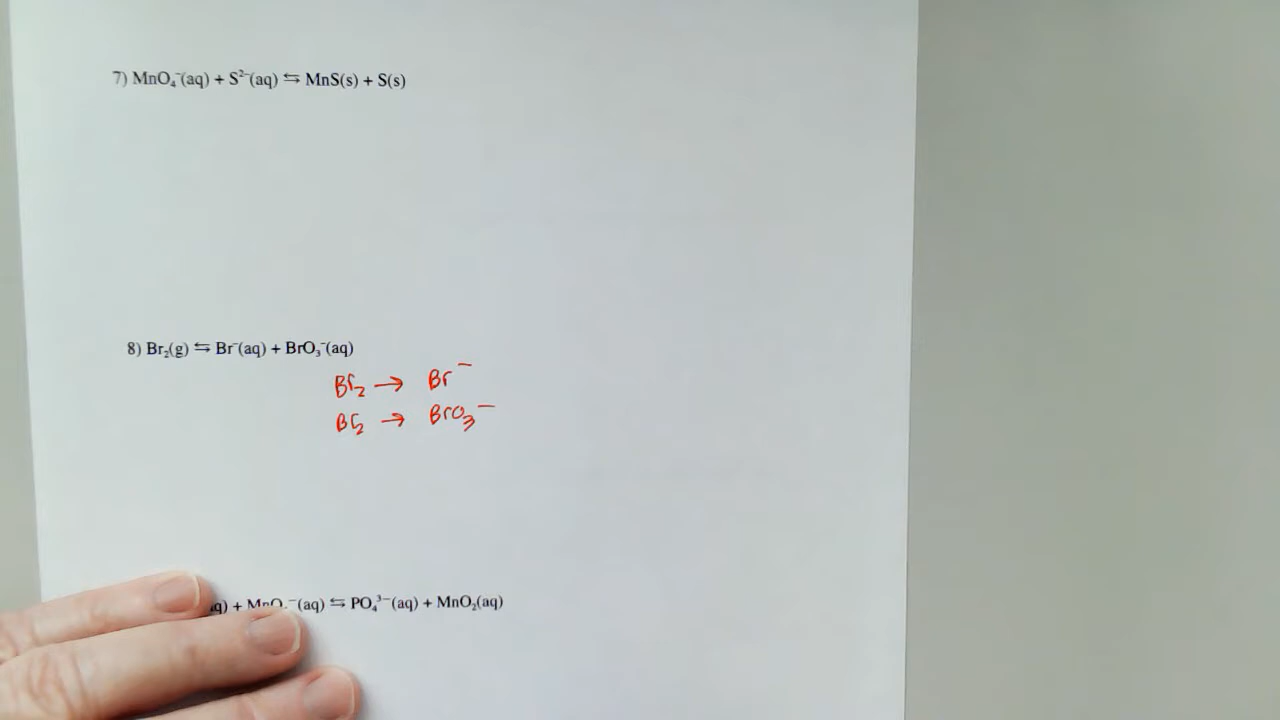 7) MnO₄⁻(aq) + S²⁻(aq) ⇆ MnS(s) + S(s)
8) Br₂(g) ⇆ Br⁻(aq) + BrO₃⁻(aq)
Br₂ → Br⁻
Br₂ → BrO₃⁻
q) + MnO₄⁻(aq) ⇆ PO₄³⁻(aq) + MnO₂(aq)